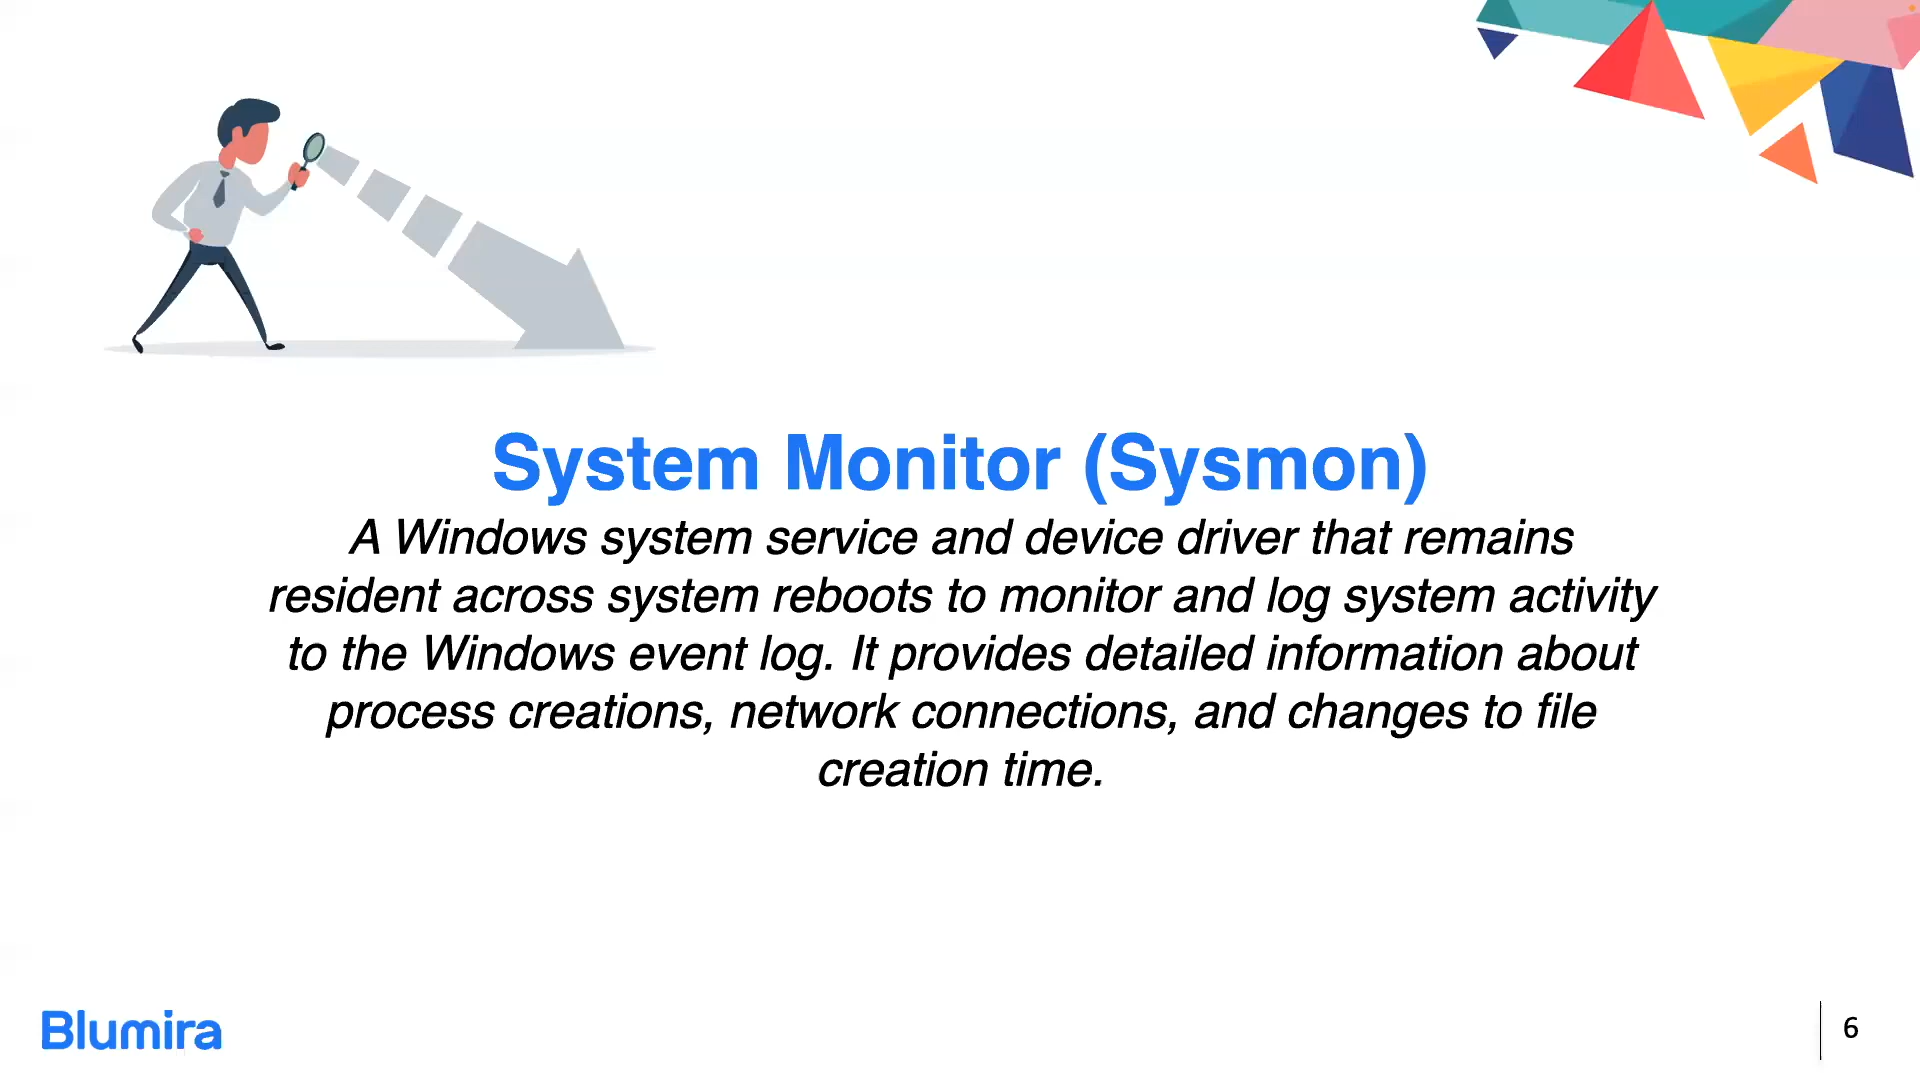 System Monitor (Sysmon)
A Windows system service and device driver that remains
resident across system reboots to monitor and log system activity
to the Windows event log. It provides detailed information about
process creations, network connections, and changes to file
creation time.
Blumira
6